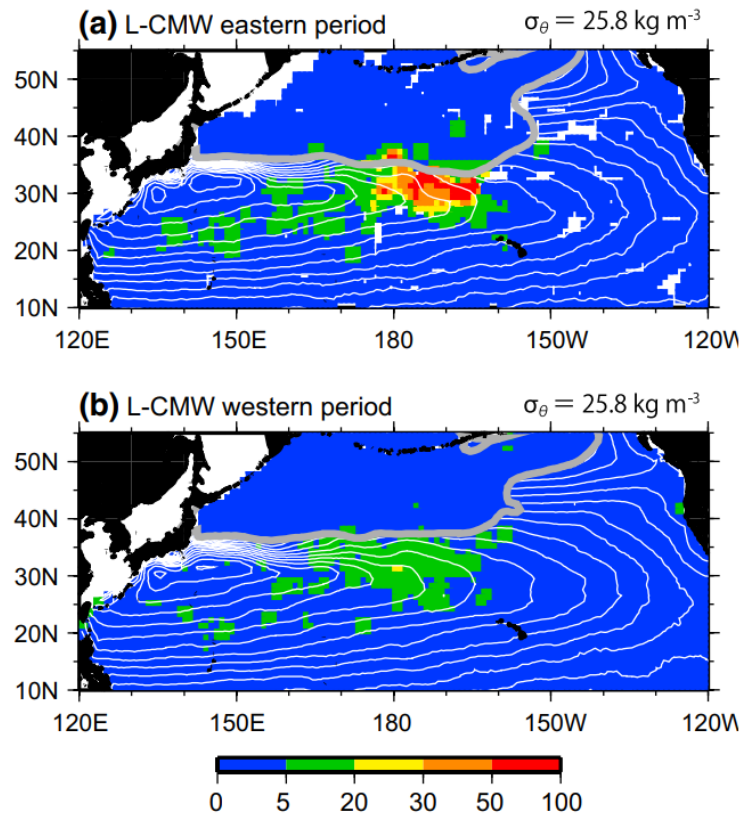 (a) L-CMW eastern period σθ = 25.8 kg m-3
50N
40N
30N
20N
10N
120E 150E 180 150W 120W
(b) L-CMW western period σθ = 25.8 kg m-3
50N
40N
30N
20N
10N
120E 150E 180 150W 120W
0 5 20 30 50 100